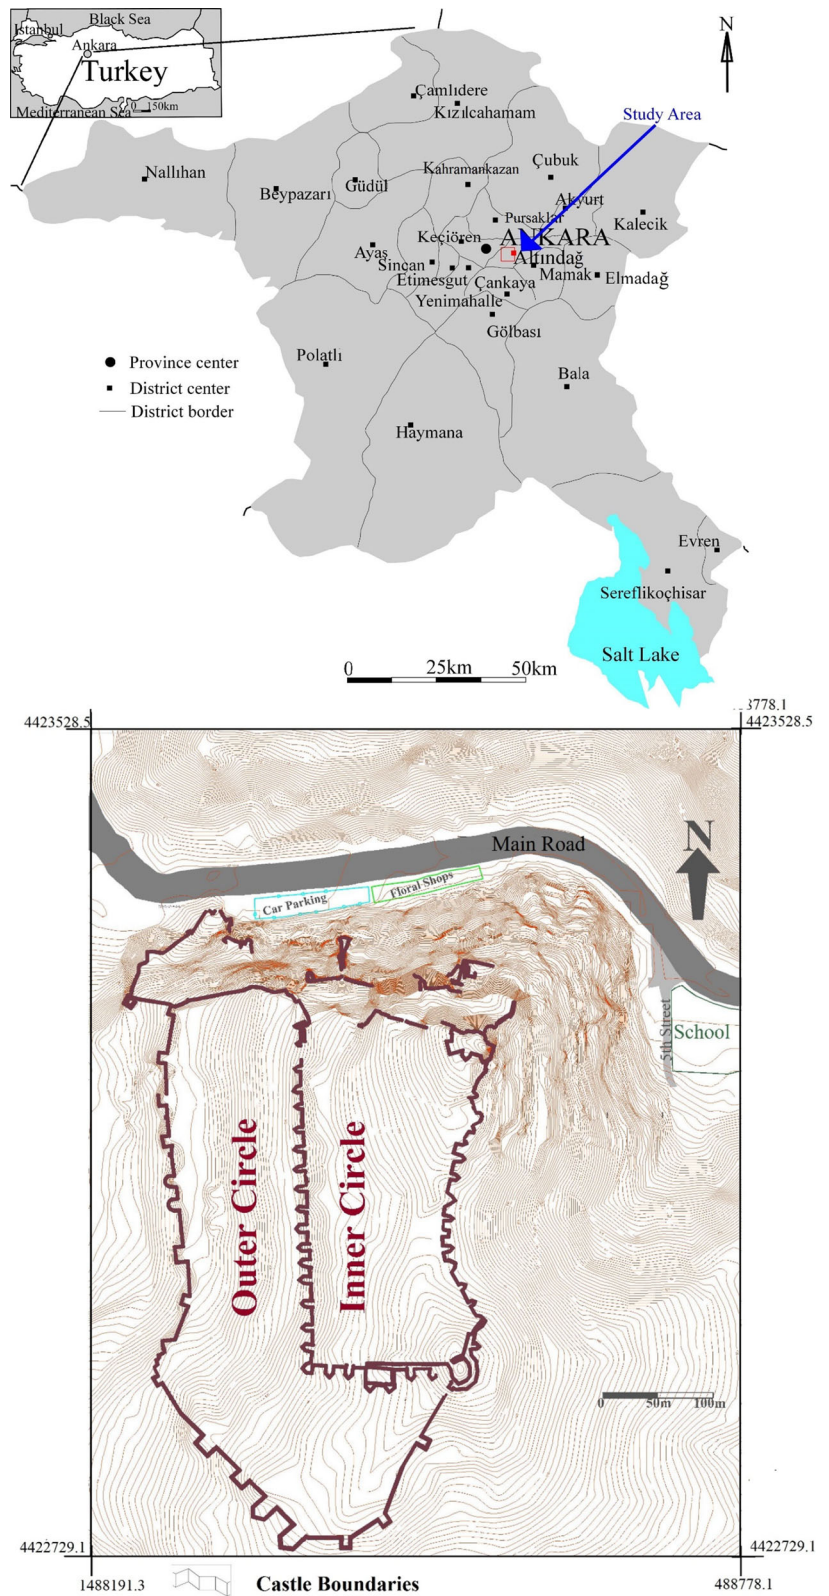 Black Sea
Istanbul
Ankara
Turkey
0 150km
Mediterranean Sea
N
Study Area
Çamlıdere
Kızılcahamam
Nallıhan
Beypazarı
Güdül
Kahramankazan
Çubuk
Akyurt
Pursaklar
Kalecik
Keçiören
ANKARA
Ayaş
Sincan
Altındağ
Etimesgut
Mamak
Elmadağ
Çankaya
Yenimahalle
Gölbası
Polatlı
Bala
Haymana
Province center
District center
District border
Evren
Sereflikoçhisar
Salt Lake
0 25km 50km
3778.1
4423528.5
4423528.5
Main Road
N
Car Parking
Floral Shops
5th Street
School
Outer Circle
Inner Circle
0 50m 100m
4422729.1
4422729.1
1488191.3
488778.1
Castle Boundaries